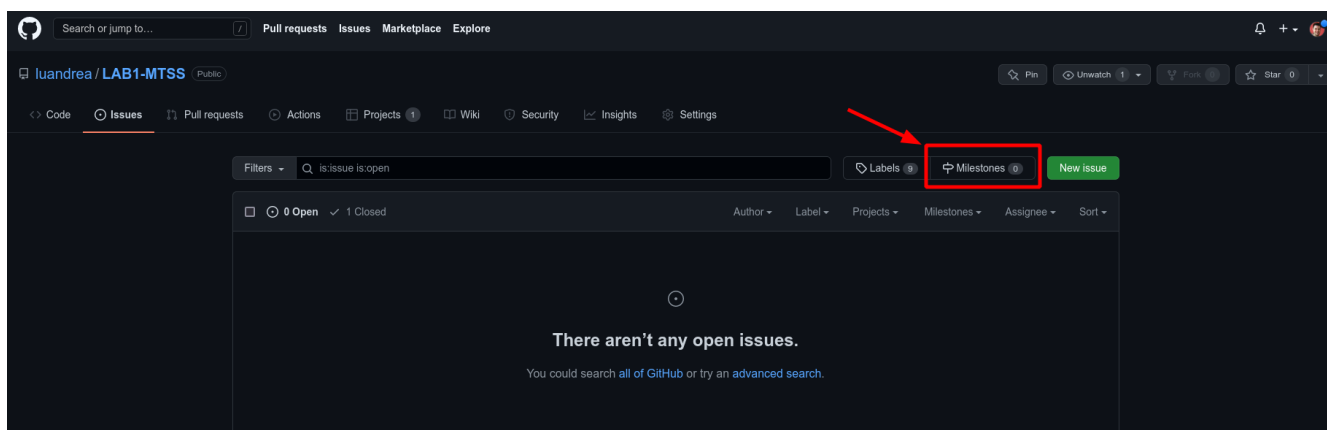 Search or jump to... / Pull requests Issues Marketplace Explore
luandrea / LAB1-MTSS Public Pin Unwatch 1 Fork 0 Star 0
Code Issues Pull requests Actions Projects 1 Wiki Security Insights Settings
Filters is:issue is:open Labels 9 Milestones 0 New issue
0 Open 1 Closed Author Label Projects Milestones Assignee Sort
There aren’t any open issues.
You could search all of GitHub or try an advanced search.